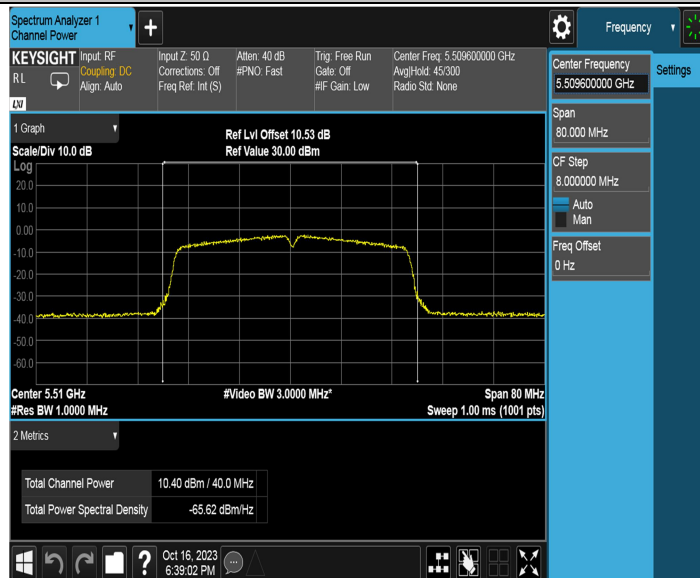 Spectrum Analyzer 1
Channel Power
+
Frequency
KEYSIGHT
RL
LXI
Input: RF
Coupling: DC
Align: Auto
Input Z: 50 Ω
Corrections: Off
Freq Ref: Int (S)
Atten: 40 dB
#PNO: Fast
Trig: Free Run
Gate: Off
#IF Gain: Low
Center Freq: 5.509600000 GHz
Avg|Hold: 45/300
Radio Std: None
Center Frequency
5.509600000 GHz
Settings
Span
80.000 MHz
CF Step
8.000000 MHz
Auto
Man
Freq Offset
0 Hz
1 Graph
Scale/Div 10.0 dB
Ref Lvl Offset 10.53 dB
Ref Value 30.00 dBm
Log
20.0
10.0
0.00
-10.0
-20.0
-30.0
-40.0
-50.0
-60.0
Center 5.51 GHz
#Res BW 1.0000 MHz
#Video BW 3.0000 MHz*
Span 80 MHz
Sweep 1.00 ms (1001 pts)
2 Metrics
Total Channel Power 10.40 dBm / 40.0 MHz
Total Power Spectral Density -65.62 dBm/Hz
?
Oct 16, 2023
6:39:02 PM